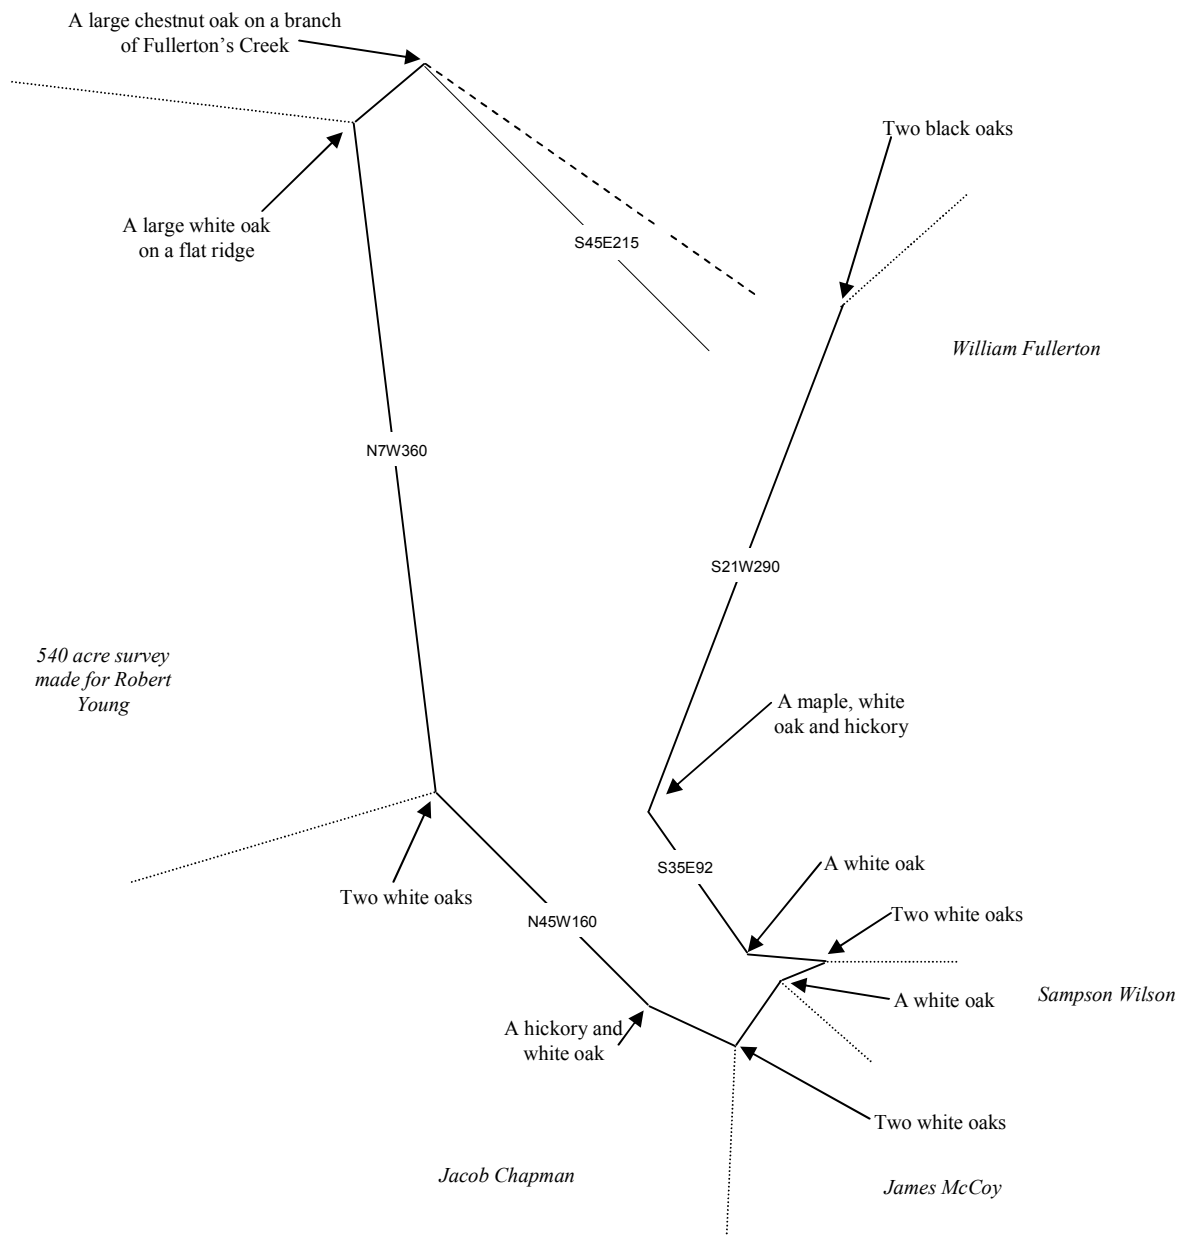 A large chestnut oak on a branch
of Fullerton’s Creek
Two black oaks
A large white oak
on a flat ridge
S45E215
William Fullerton
N7W360
S21W290
540 acre survey
made for Robert
Young
A maple, white
oak and hickory
S35E92
A white oak
Two white oaks
Two white oaks
N45W160
A white oak
Sampson Wilson
A hickory and
white oak
Two white oaks
Jacob Chapman
James McCoy